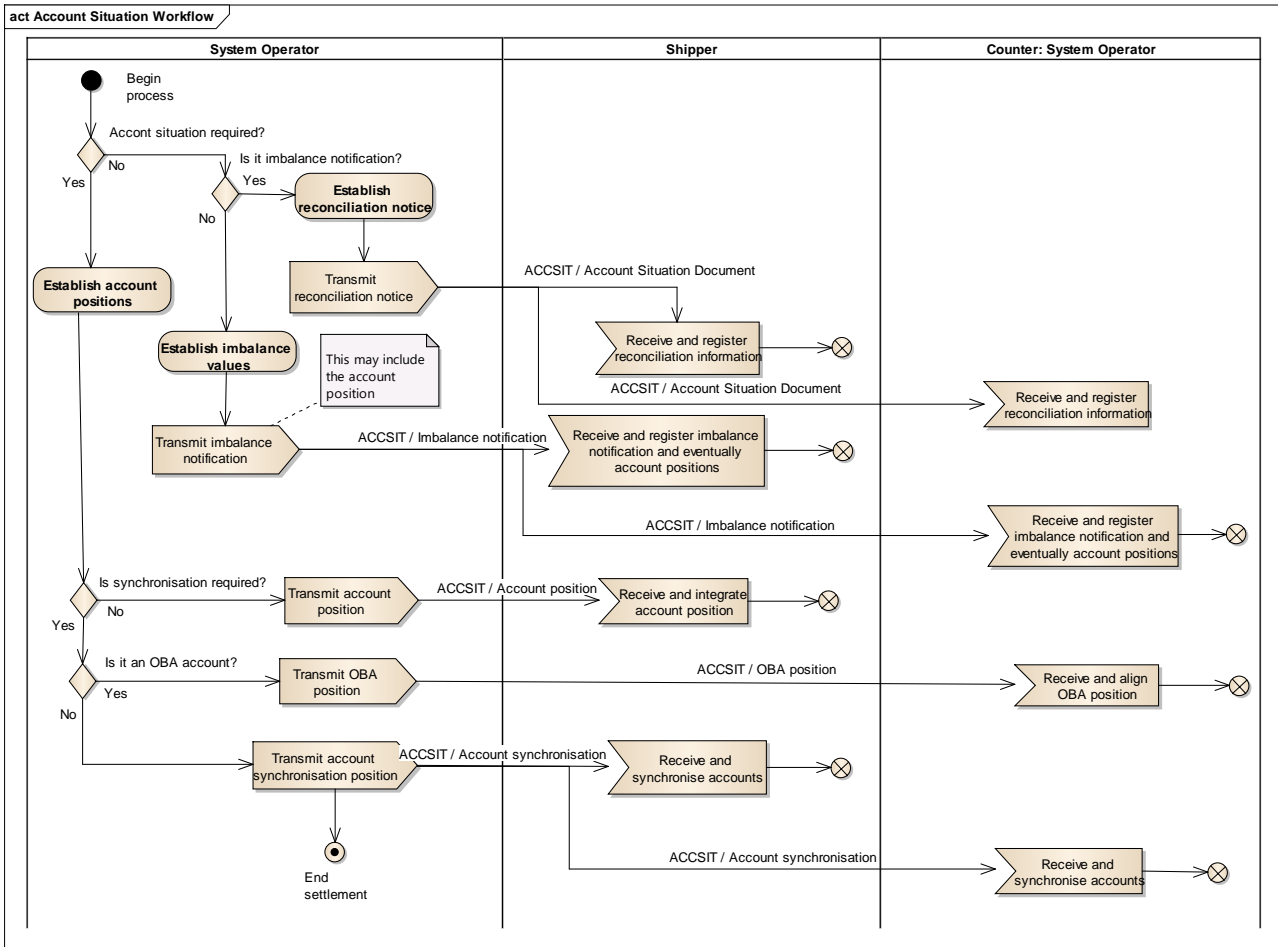 act Account Situation Workflow
System Operator
Shipper
Counter: System Operator
Begin
process
Accont situation required?
No
Yes
Is it imbalance notification?
Yes
No
Establish
reconciliation notice
Transmit
reconciliation notice
ACCSIT / Account Situation Document
Establish account
positions
Receive and register
reconciliation information
Establish imbalance
values
This may include
the account
position
ACCSIT / Account Situation Document
Receive and register
reconciliation information
Transmit imbalance
notification
ACCSIT / Imbalance notification
Receive and register imbalance
notification and eventually
account positions
ACCSIT / Imbalance notification
Receive and register
imbalance notification and
eventually account positions
Is synchronisation required?
No
Yes
Transmit account
position
ACCSIT / Account position
Receive and integrate
account position
Is it an OBA account?
Yes
No
Transmit OBA
position
ACCSIT / OBA position
Receive and align
OBA position
Transmit account
synchronisation position
ACCSIT / Account synchronisation
Receive and
synchronise accounts
End
settlement
ACCSIT / Account synchronisation
Receive and
synchronise accounts